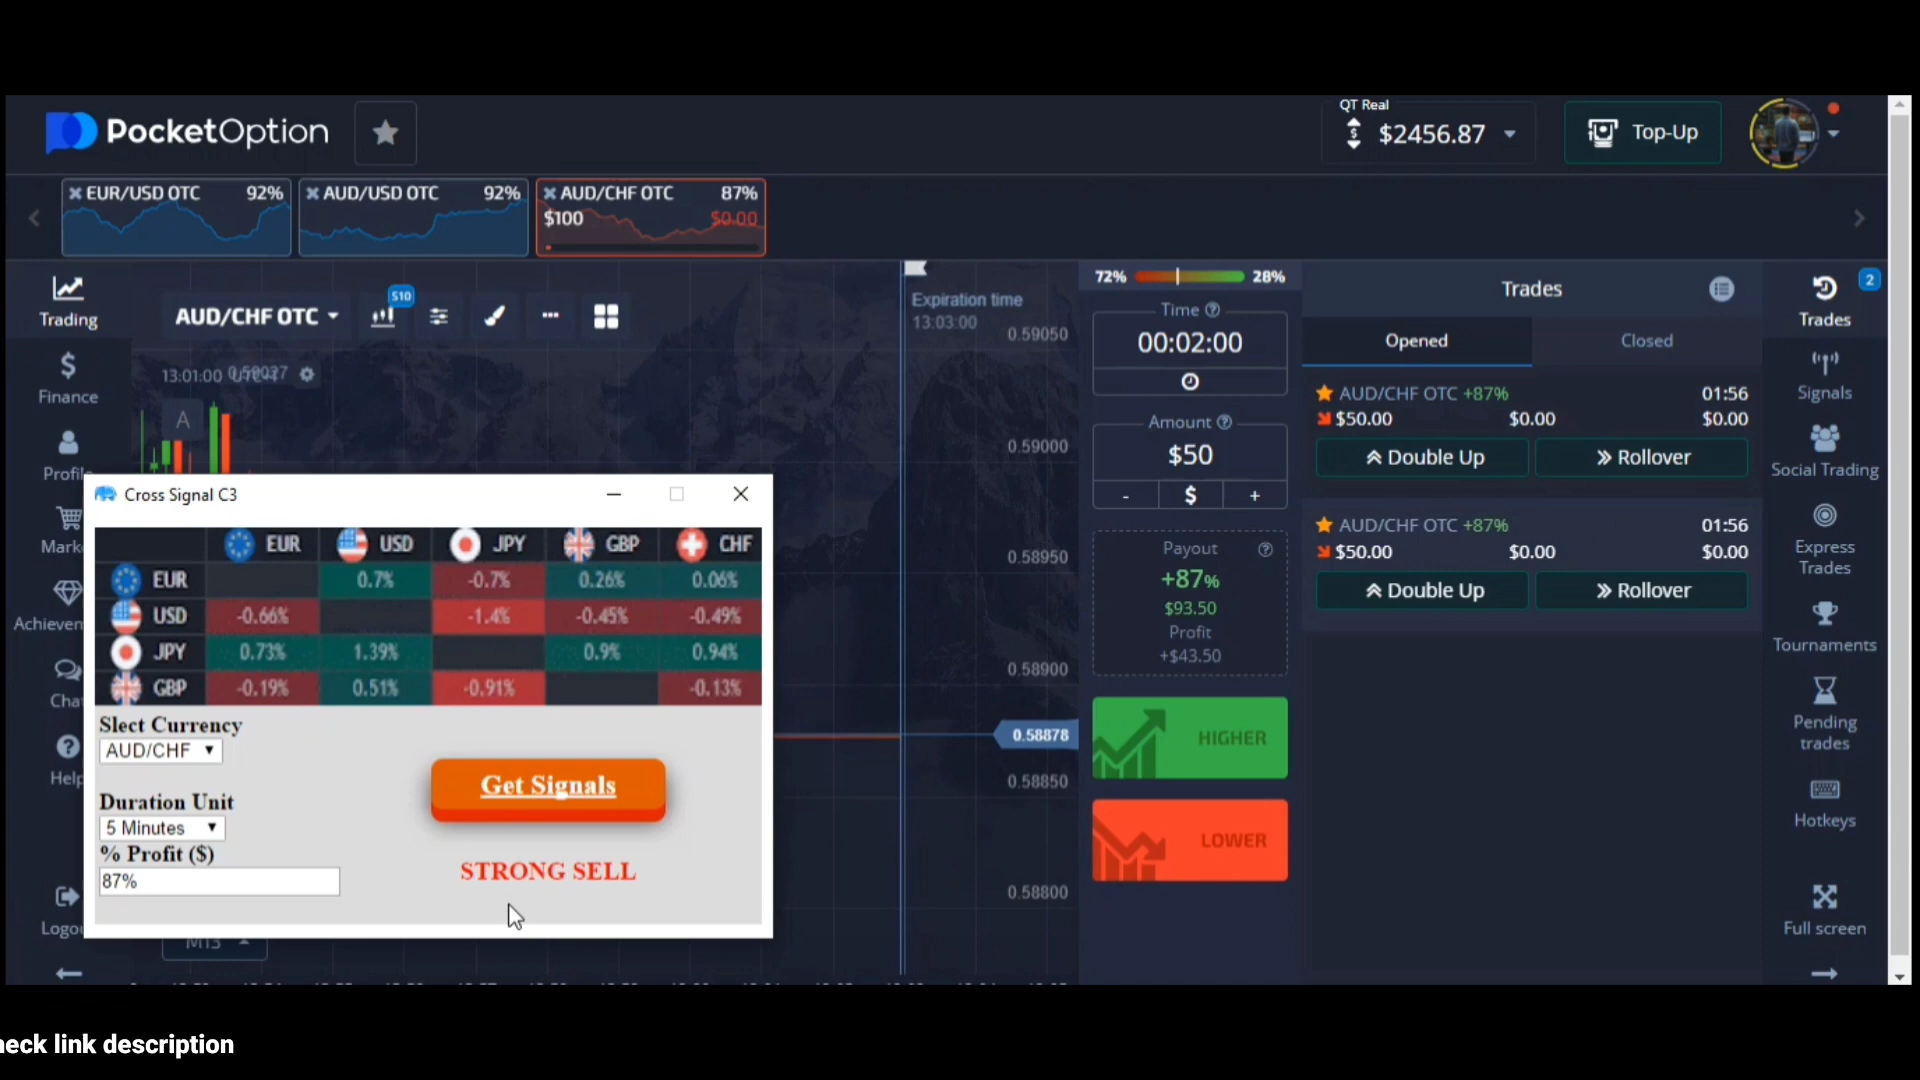 PocketOption
QT Real
$2456.87
Top-Up
EUR/USD OTC 92%
AUD/USD OTC 92%
AUD/CHF OTC 87%
$100 $0.00
Trading
Finance
Profile
Achieven
Help
AUD/CHF OTC
S10
13:01:00
A
Expiration time
13:03:00
0.59050
0.59000
0.58950
0.58900
0.58878
0.58850
0.58800
72% 28%
Time
00:02:00
Amount
$50
- $ +
Payout
+87%
$93.50
Profit
+$43.50
HIGHER
LOWER
Trades
Opened Closed
AUD/CHF OTC +87% 01:56
$50.00 $0.00 $0.00
Double Up Rollover
AUD/CHF OTC +87% 01:56
$50.00 $0.00 $0.00
Double Up Rollover
2
Trades
Signals
Social Trading
Express
Trades
Tournaments
Pending
trades
Hotkeys
Full screen
Cross Signal C3
EUR USD JPY GBP CHF
EUR 0.7% -0.7% 0.26% 0.06%
USD -0.66% -1.4% -0.45% -0.49%
JPY 0.73% 1.39% 0.9% 0.94%
GBP -0.19% 0.51% -0.91% -0.13%
Slect Currency
AUD/CHF
Get Signals
Duration Unit
5 Minutes
% Profit ($)
87%
STRONG SELL
heck link description